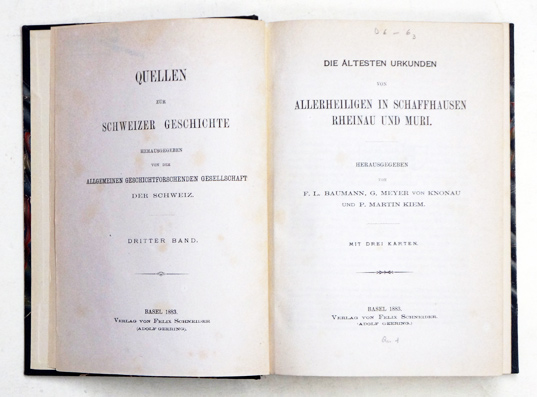 QUELLEN
ZUR
SCHWEIZER GESCHICHTE
HERAUSGEGEBEN
VON DER
ALLGEMEINEN GESCHICHTFORSCHENDEN GESELLSCHAFT
DER SCHWEIZ.
DRITTER BAND.
BASEL 1883.
VERLAG VON FELIX SCHNEIDER
(ADOLF GEERING).
DIE ÄLTESTEN URKUNDEN
VON
ALLERHEILIGEN IN SCHAFFHAUSEN
RHEINAU UND MURI.
HERAUSGEGEBEN
VON
F. L. BAUMANN, G. MEYER VON KNONAU
UND P. MARTIN KIEM.
MIT DREI KARTEN.
BASEL 1883.
VERLAG VON FELIX SCHNEIDER.
(ADOLF GEERING.)